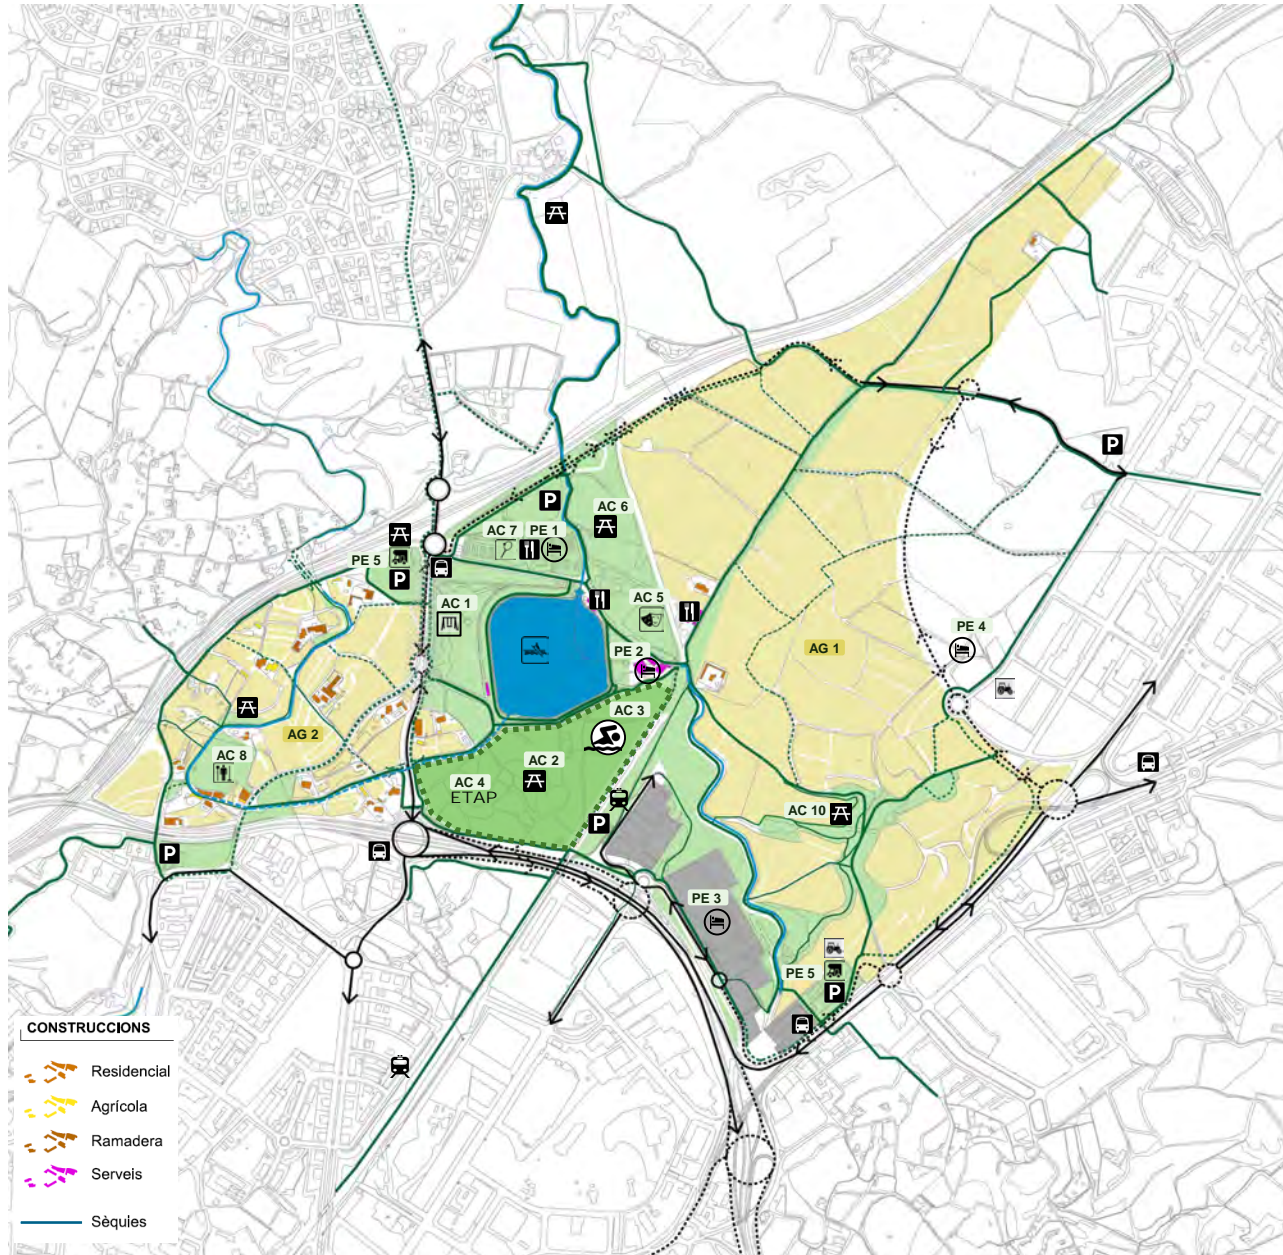 P
P
AC 6
AC 7
PE 1
PE 5
P
AC 1
AC 5
PE 4
PE 2
AG 1
AC 3
AG 2
AC 8
AC 2
AC 4
ETAP
AC 10
P
P
PE 3
PE 5
P
CONSTRUCCIONS
Residencial
Agrícola
Ramadera
Serveis
Sèquies